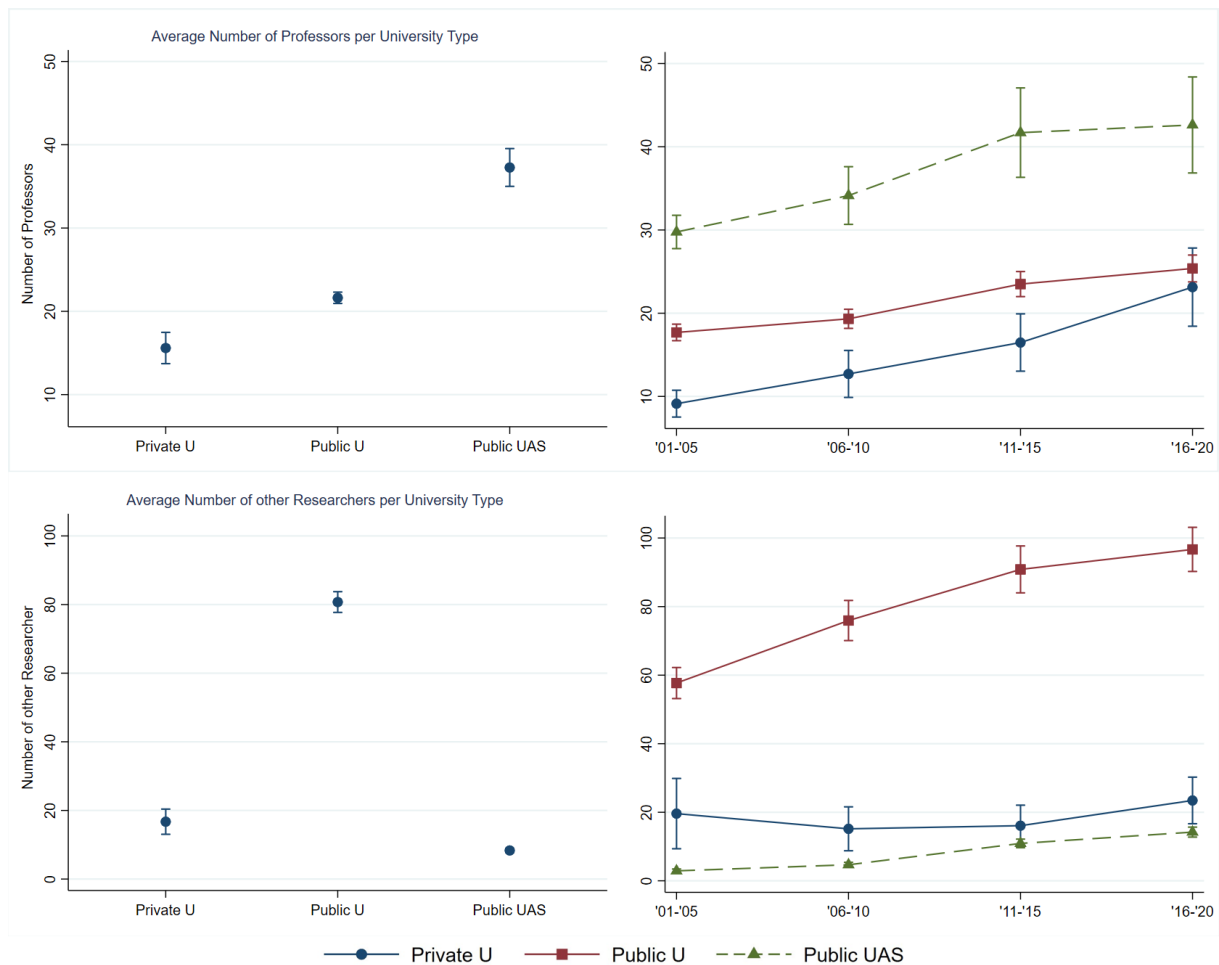 Average Number of Professors per University Type
Number of Professors
50
40
30
20
10
Private U
Public U
Public UAS
50
40
30
20
10
'01-'05
'06-'10
'11-'15
'16-'20
Average Number of other Researchers per University Type
Number of other Researcher
100
80
60
40
20
0
Private U
Public U
Public UAS
100
80
60
40
20
0
'01-'05
'06-'10
'11-'15
'16-'20
Private U
Public U
Public UAS